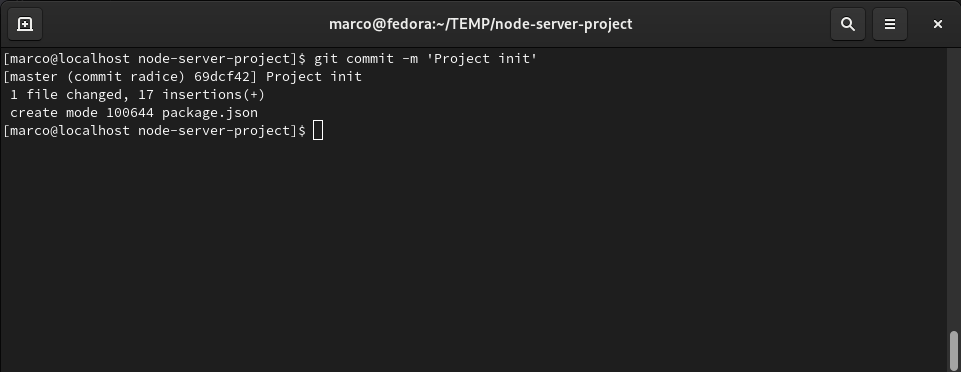 marco@fedora:~/TEMP/node-server-project
[marco@localhost node-server-project]$ git commit -m 'Project init'
[master (commit radice) 69dcf42] Project init
 1 file changed, 17 insertions(+)
 create mode 100644 package.json
[marco@localhost node-server-project]$